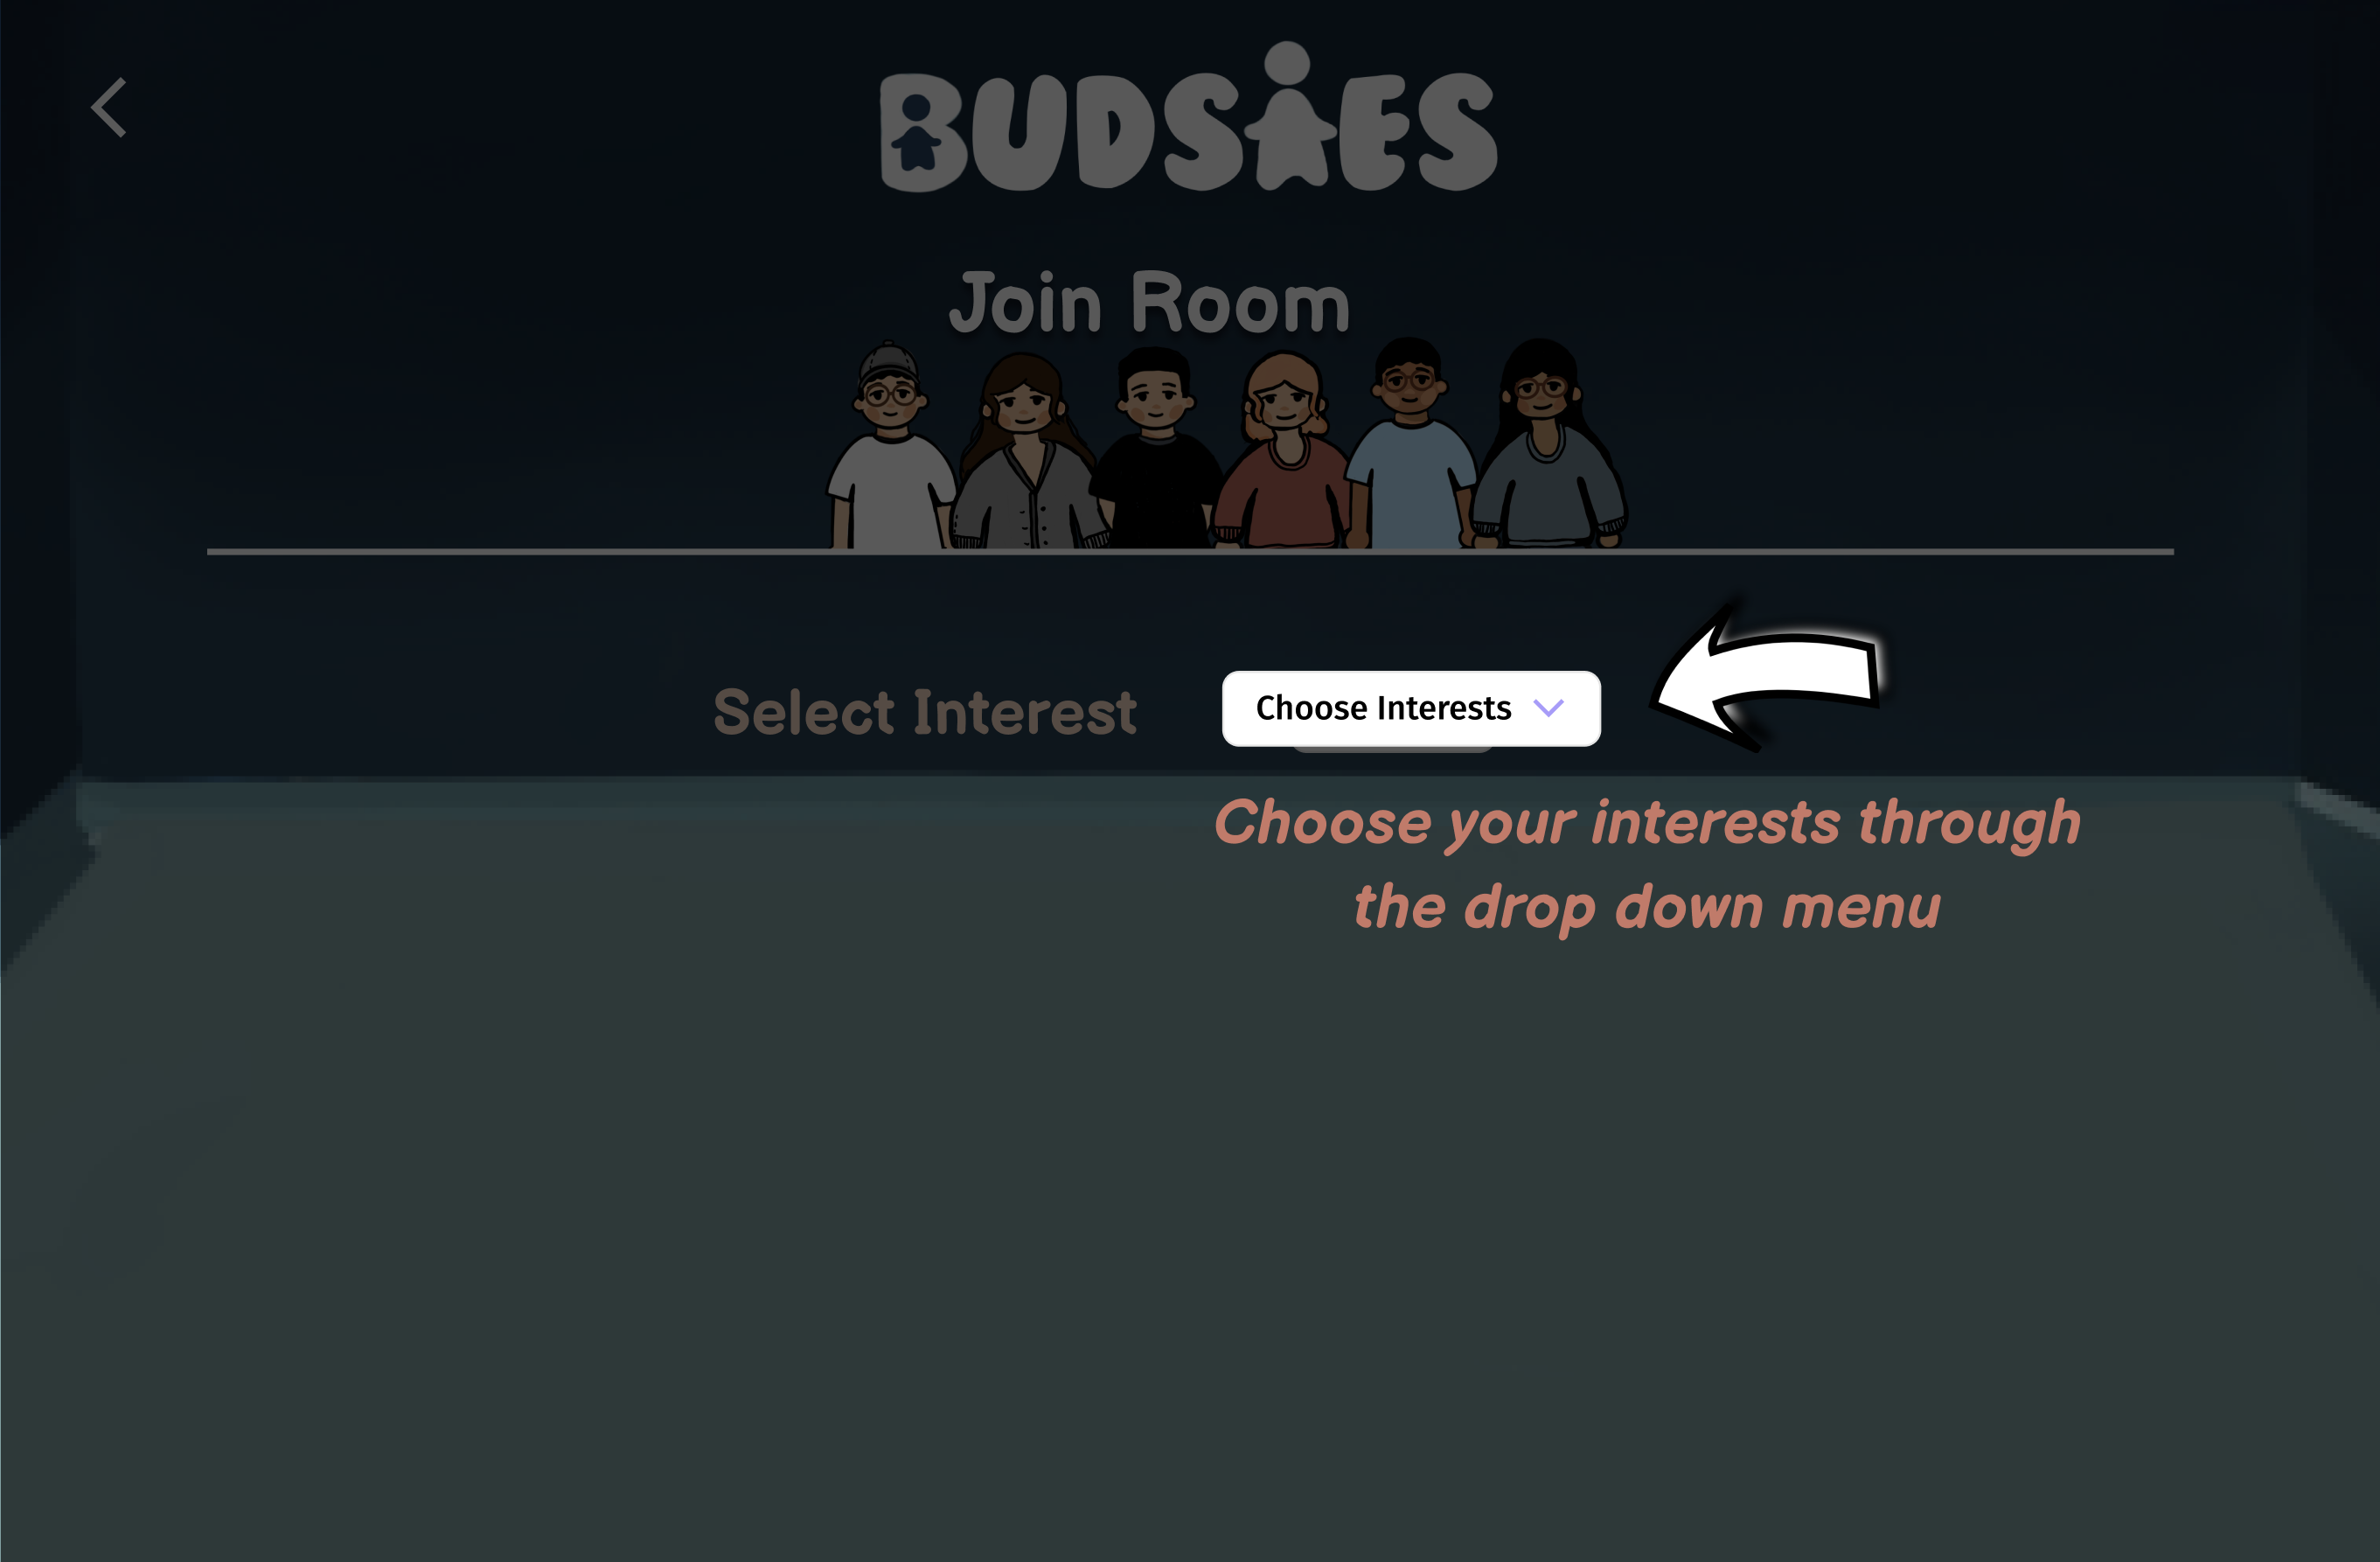 BUDSIES
Join Room
Select Interest
Choose Interests
Choose your interests through
the drop down menu